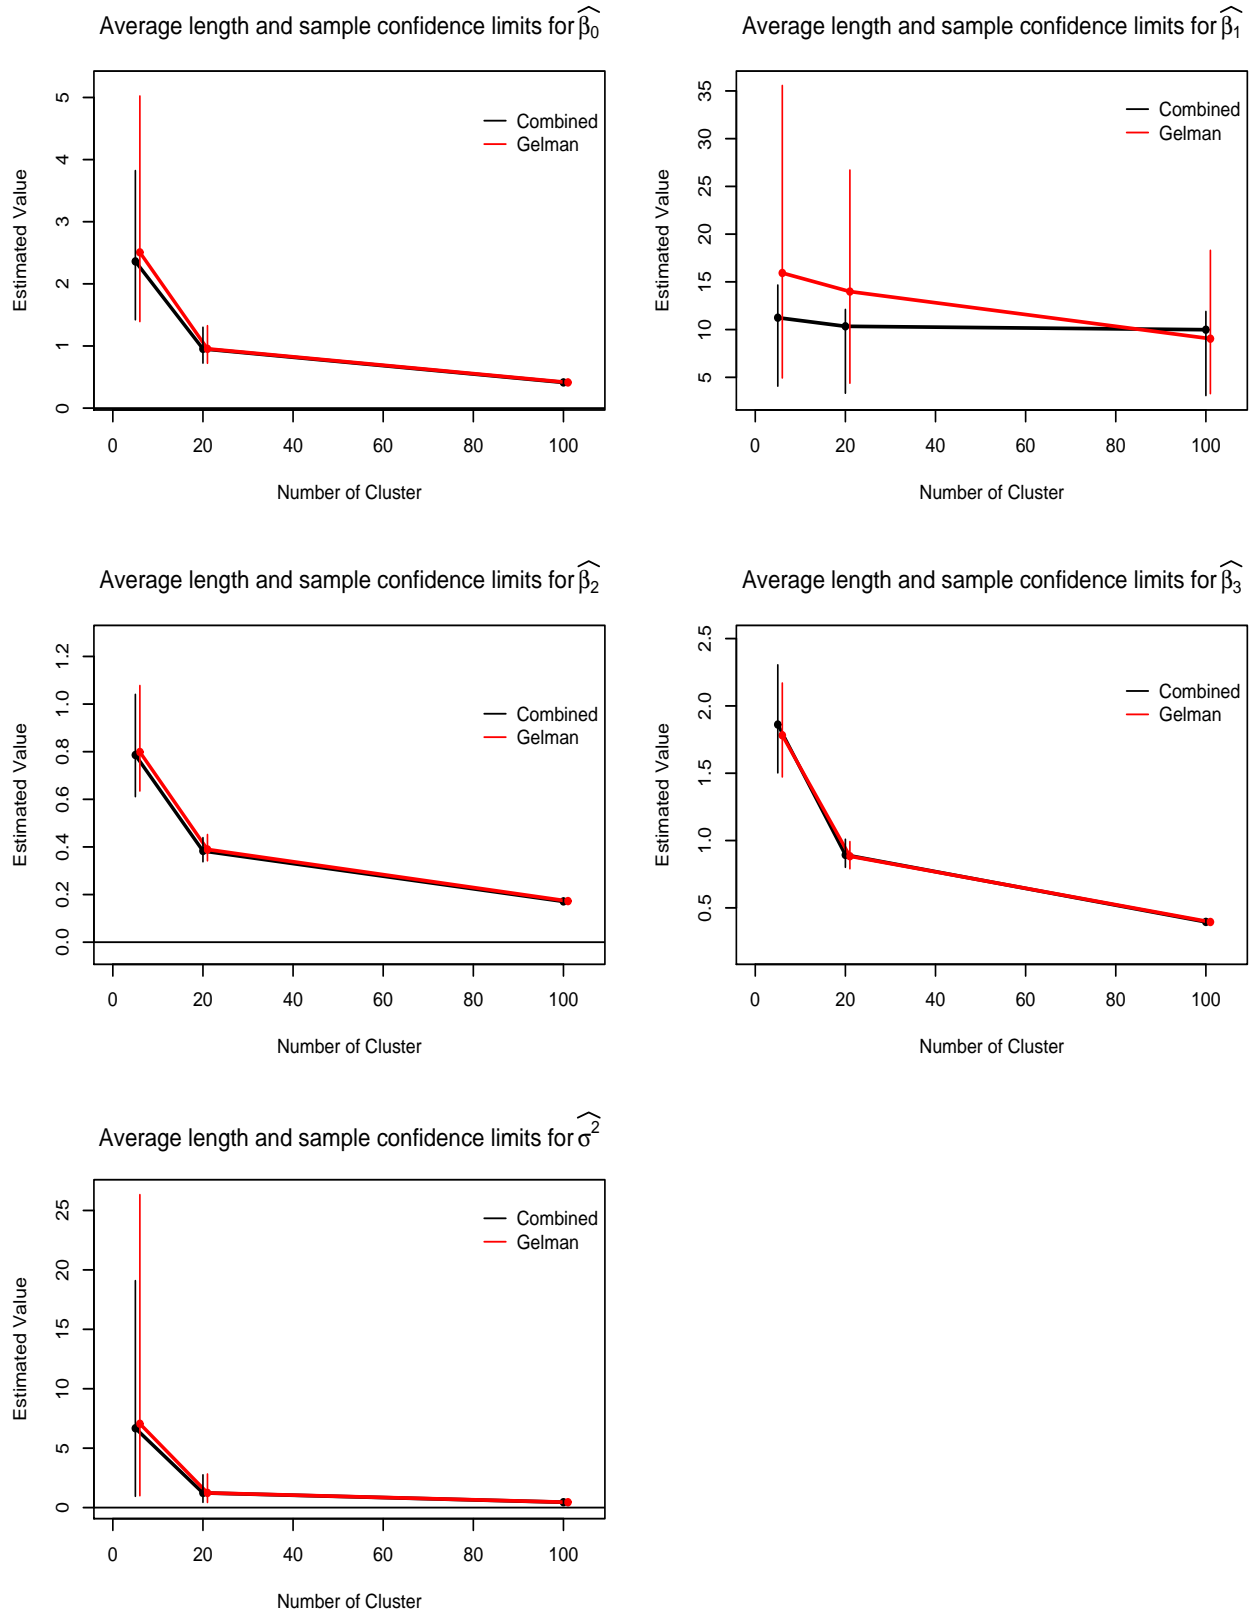 Average length and sample confidence limits for β̂₀
5
4
3
2
1
0
Estimated Value
Combined
Gelman
0 20 40 60 80 100
Number of Cluster
Average length and sample confidence limits for β̂₁
35
30
25
20
15
10
5
Estimated Value
Combined
Gelman
0 20 40 60 80 100
Number of Cluster
Average length and sample confidence limits for β̂₂
1.2
1.0
0.8
0.6
0.4
0.2
0.0
Estimated Value
Combined
Gelman
0 20 40 60 80 100
Number of Cluster
Average length and sample confidence limits for β̂₃
2.5
2.0
1.5
1.0
0.5
Estimated Value
Combined
Gelman
0 20 40 60 80 100
Number of Cluster
Average length and sample confidence limits for σ̂²
25
20
15
10
5
0
Estimated Value
Combined
Gelman
0 20 40 60 80 100
Number of Cluster